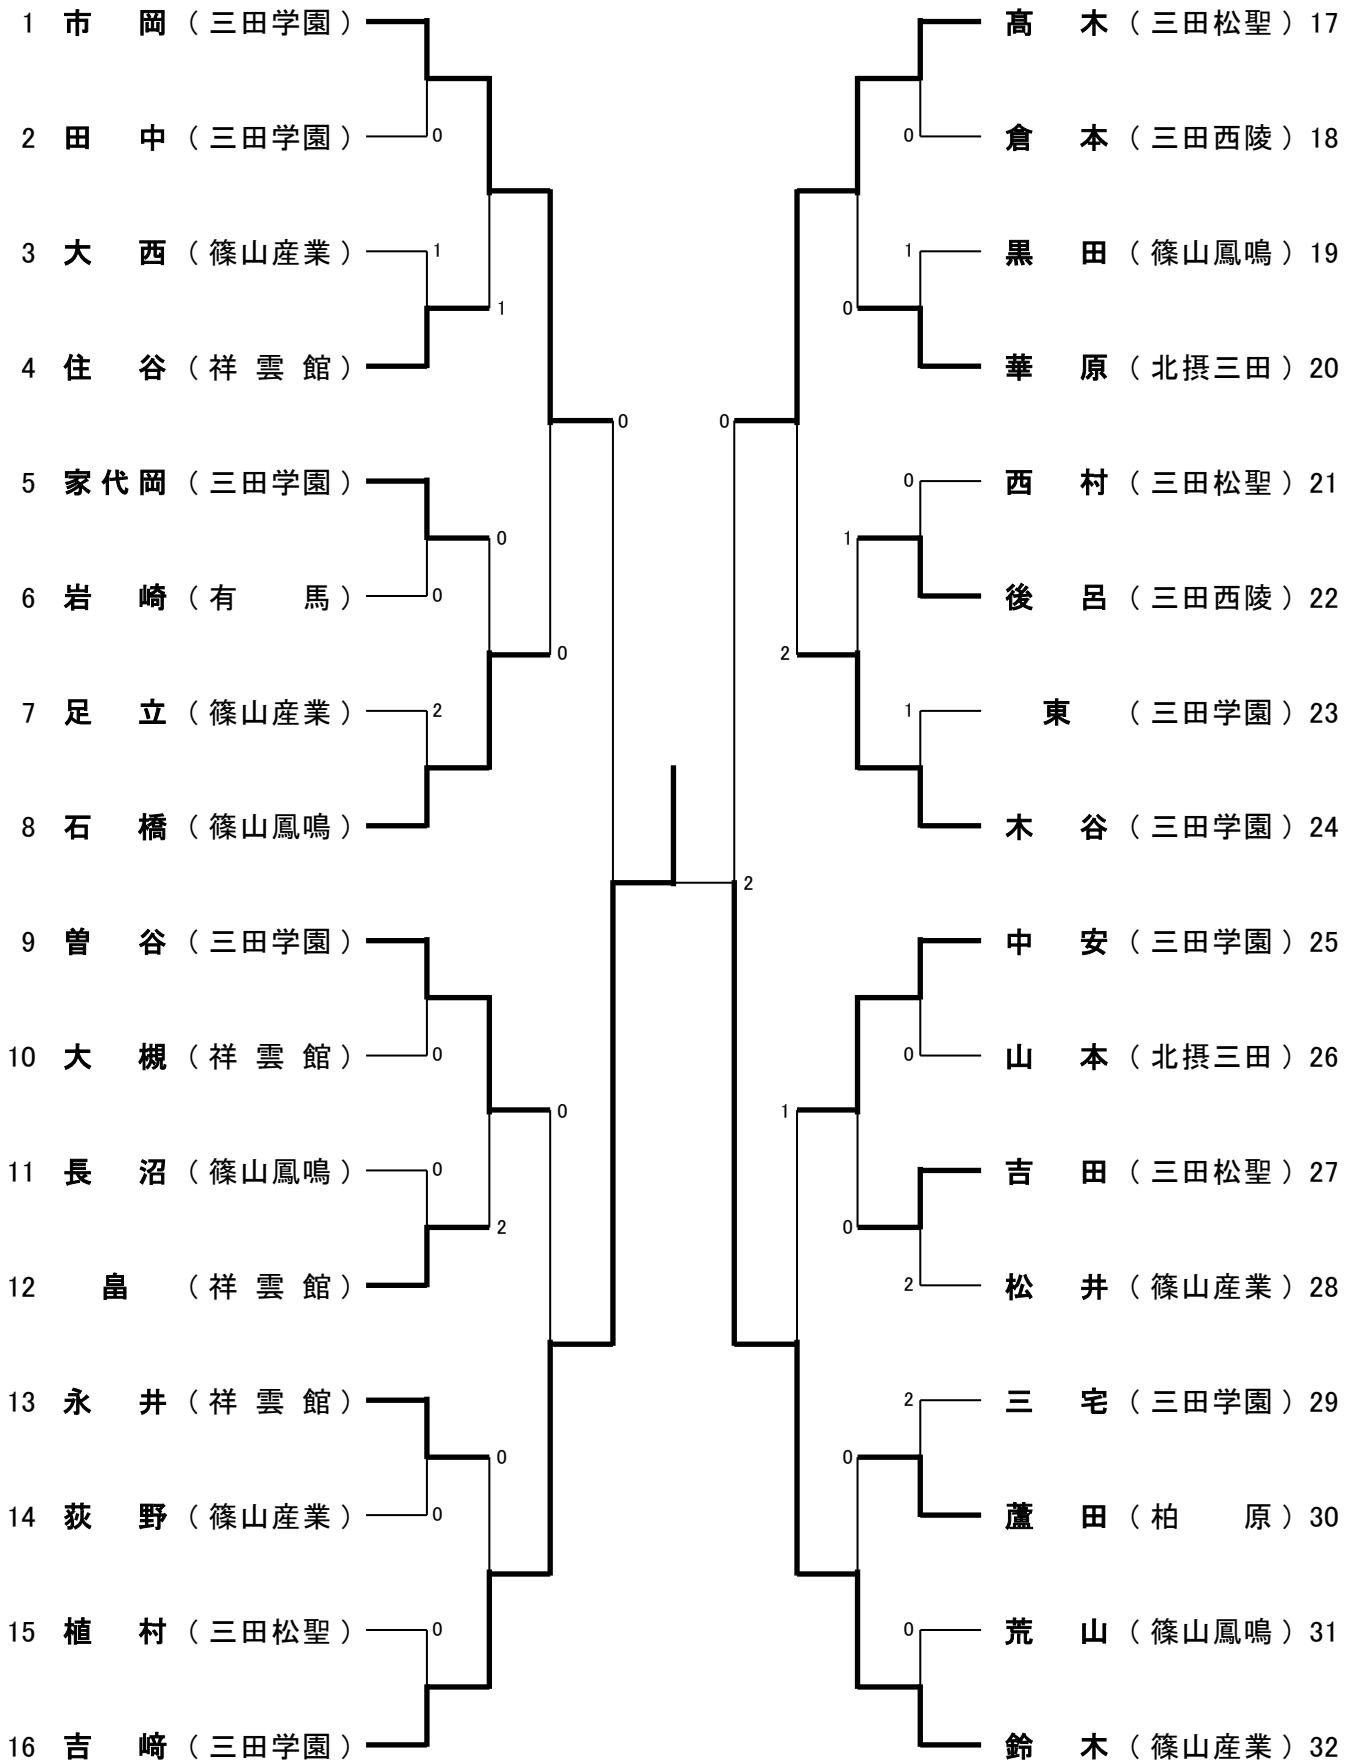 1 市 岡 （ 三田学園 ）
0
2 田 中 （ 三田学園 ）
1
3 大 西 （ 篠山産業 ）
1
4 住 谷 （ 祥 雲 館 ）
0
5 家代岡 （ 三田学園 ）
0
0
6 岩 崎 （ 有 馬 ）
0
2
7 足 立 （ 篠山産業 ）
8 石 橋 （ 篠山鳳鳴 ）
9 曽 谷 （ 三田学園 ）
0
10 大 槻 （ 祥 雲 館 ）
0
0
11 長 沼 （ 篠山鳳鳴 ）
2
12 畠 （ 祥 雲 館 ）
13 永 井 （ 祥 雲 館 ）
0
0
14 荻 野 （ 篠山産業 ）
0
15 植 村 （ 三田松聖 ）
16 吉 﨑 （ 三田学園 ）
2
髙 木 （ 三田松聖 ） 17
0
倉 本 （ 三田西陵 ） 18
1
黒 田 （ 篠山鳳鳴 ） 19
0
華 原 （ 北摂三田 ） 20
0
0
西 村 （ 三田松聖 ） 21
1
後 呂 （ 三田西陵 ） 22
2
1
東 （ 三田学園 ） 23
木 谷 （ 三田学園 ） 24
中 安 （ 三田学園 ） 25
0
山 本 （ 北摂三田 ） 26
1
吉 田 （ 三田松聖 ） 27
0
2
松 井 （ 篠山産業 ） 28
2
三 宅 （ 三田学園 ） 29
0
蘆 田 （ 柏 原 ） 30
0
荒 山 （ 篠山鳳鳴 ） 31
鈴 木 （ 篠山産業 ） 32